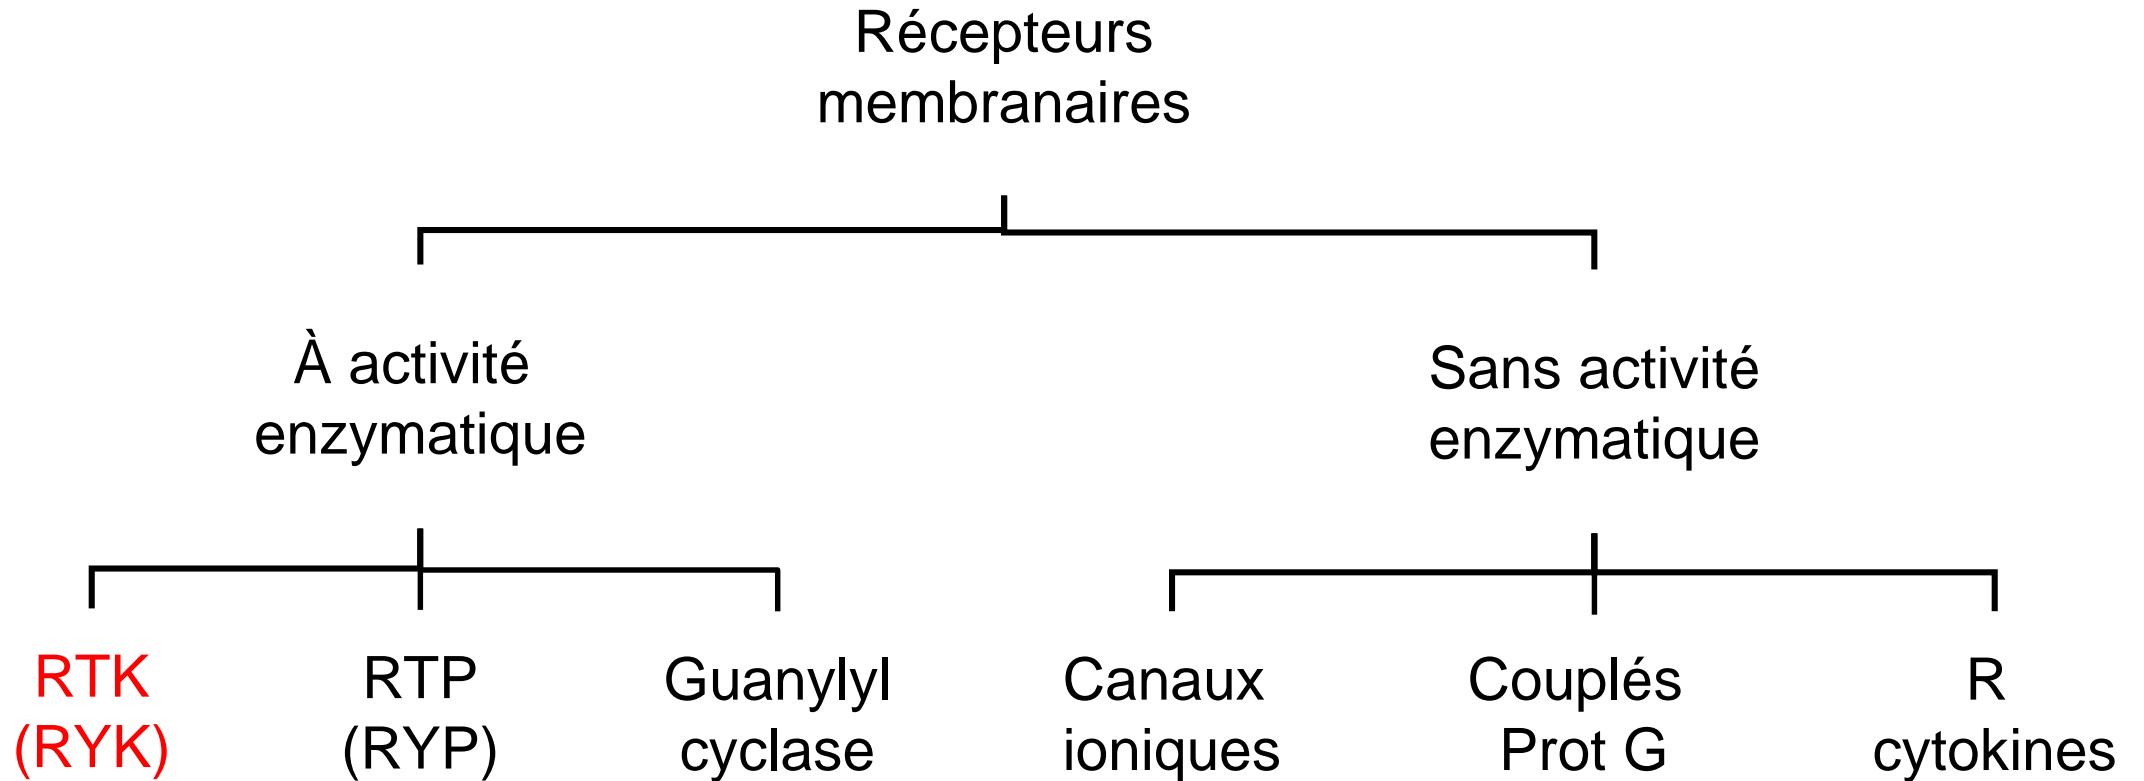 Récepteurs
membranaires
À activité
enzymatique
Sans activité
enzymatique
RTK
(RYK)
RTP
(RYP)
Guanylyl
cyclase
Canaux
ioniques
Couplés
Prot G
R
cytokines